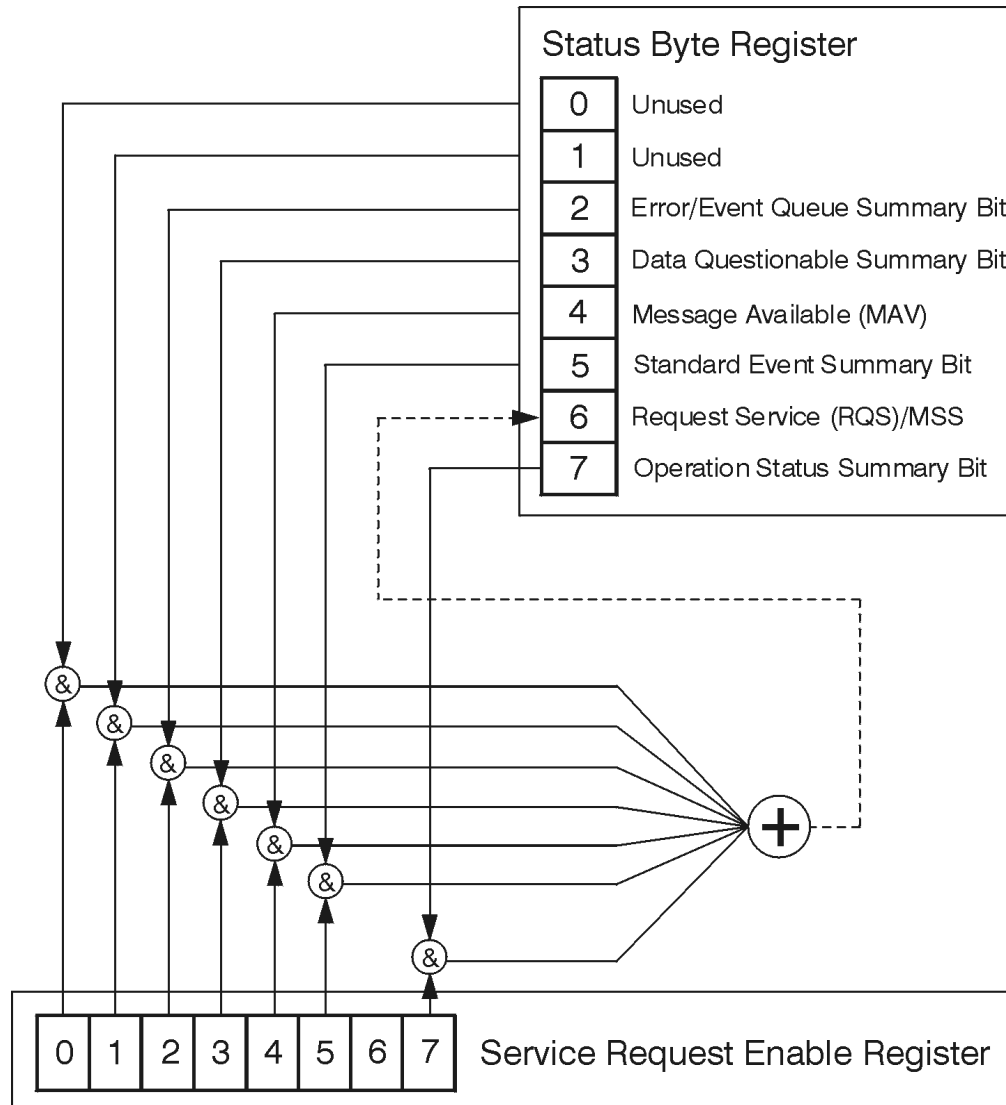 Status Byte Register
0 Unused
1 Unused
2 Error/Event Queue Summary Bit
3 Data Questionable Summary Bit
4 Message Available (MAV)
5 Standard Event Summary Bit
6 Request Service (RQS)/MSS
7 Operation Status Summary Bit
&
&
&
&
&
&
+
&
0 1 2 3 4 5 6 7 Service Request Enable Register